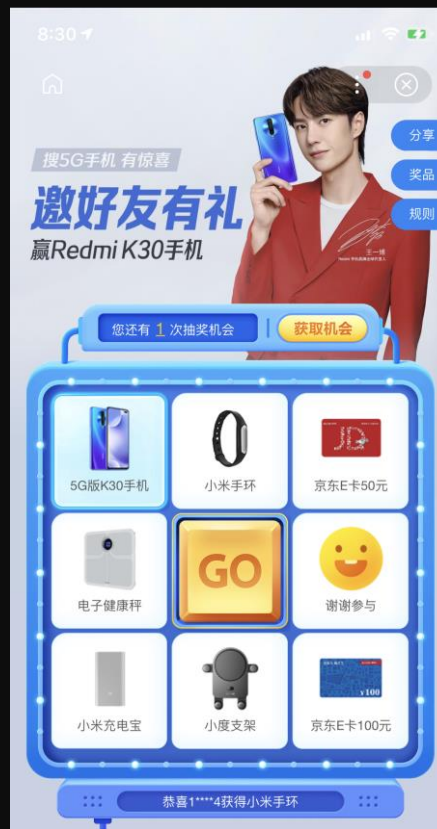 8:30
分享
搜5G手机 有惊喜
奖品
邀好友有礼
规则
赢Redmi K30手机
王一博
您还有 1 次抽奖机会
获取机会
5G版K30手机
小米手环
京东E卡50元
GO
电子健康秤
谢谢参与
¥100
小米充电宝
小度支架
京东E卡100元
恭喜1****4获得小米手环